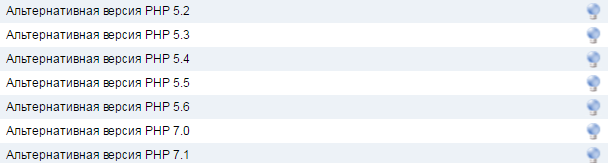 Альтернативная версия PHP 5.2
Альтернативная версия PHP 5.3
Альтернативная версия PHP 5.4
Альтернативная версия PHP 5.5
Альтернативная версия PHP 5.6
Альтернативная версия PHP 7.0
Альтернативная версия PHP 7.1